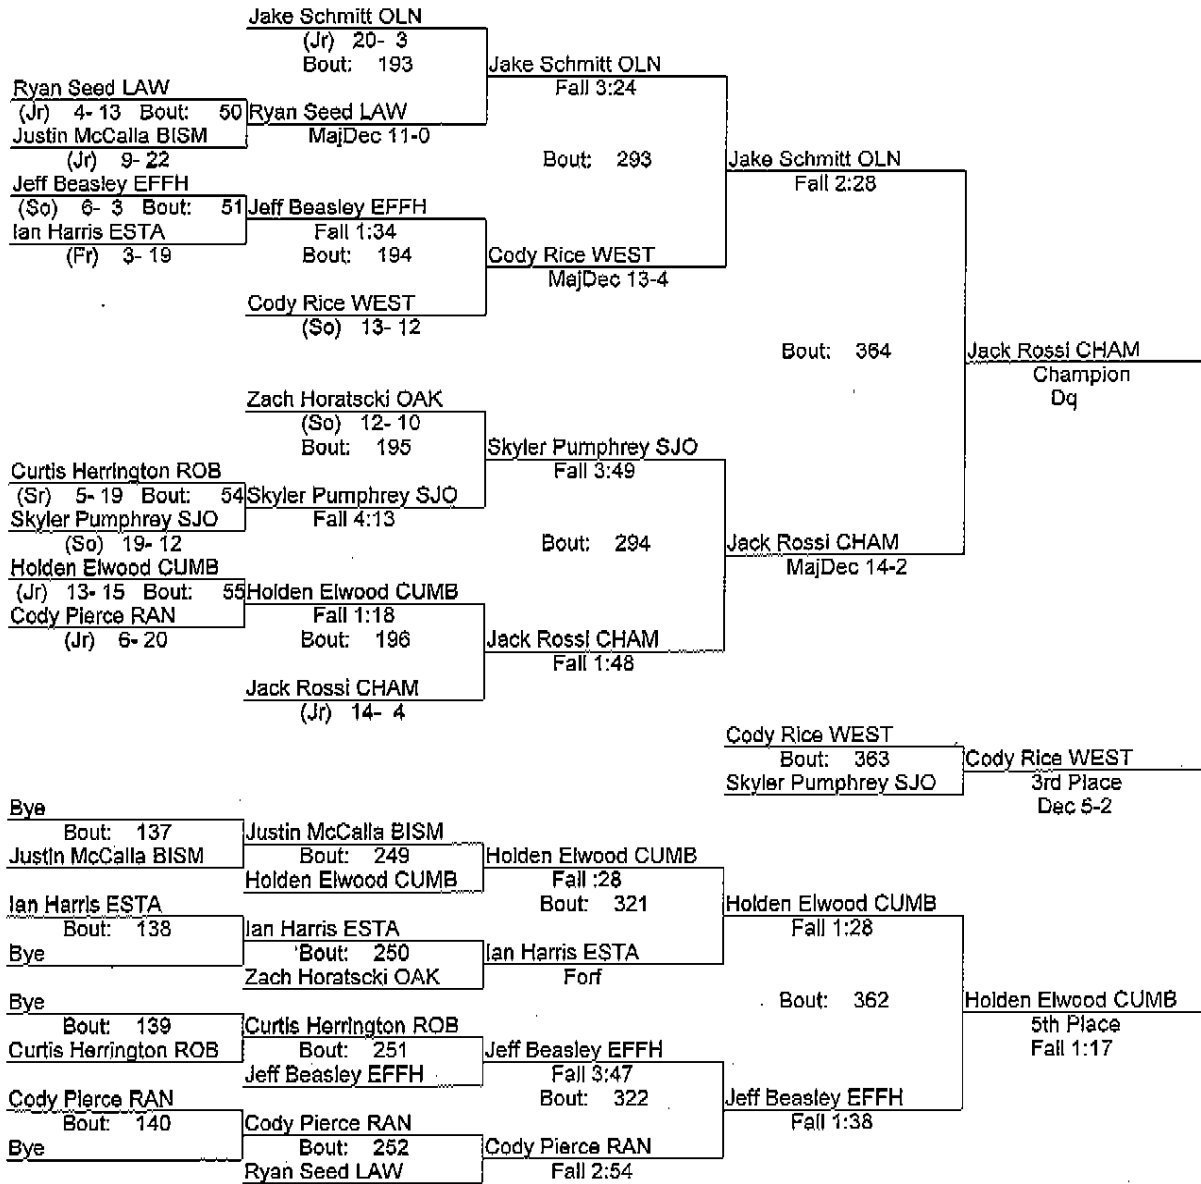 Jake Schmitt OLN
(Jr) 20- 3
Bout: 193
Jake Schmitt OLN
Fall 3:24
Ryan Seed LAW
(Jr) 4- 13 Bout: 50
Ryan Seed LAW
Justin McCalla BISM
MajDec 11-0
(Jr) 9- 22
Bout: 293
Jake Schmitt OLN
Fall 2:28
Jeff Beasley EFFH
(So) 6- 3 Bout: 51
Jeff Beasley EFFH
Ian Harris ESTA
Fall 1:34
(Fr) 3- 19
Bout: 194
Cody Rice WEST
MajDec 13-4
Cody Rice WEST
(So) 13- 12
Bout: 364
Jack Rossi CHAM
Champion
Dq
Zach Horatscki OAK
(So) 12- 10
Bout: 195
Skyler Pumphrey SJO
Fall 3:49
Curtis Herrington ROB
(Sr) 5- 19 Bout: 54
Skyler Pumphrey SJO
Skyler Pumphrey SJO
Fall 4:13
(So) 19- 12
Bout: 294
Jack Rossi CHAM
MajDec 14-2
Holden Elwood CUMB
(Jr) 13- 15 Bout: 55
Holden Elwood CUMB
Cody Pierce RAN
Fall 1:18
(Jr) 6- 20
Bout: 196
Jack Rossi CHAM
Fall 1:48
Jack Rossi CHAM
(Jr) 14- 4
Cody Rice WEST
Bout: 363
Cody Rice WEST
Skyler Pumphrey SJO
3rd Place
Dec 5-2
Bye
Bout: 137
Justin McCalla BISM
Justin McCalla BISM
Bout: 249
Holden Elwood CUMB
Holden Elwood CUMB
Fall :28
Bout: 321
Holden Elwood CUMB
Fall 1:28
Ian Harris ESTA
Bout: 138
Ian Harris ESTA
Bye
Bout: 250
Ian Harris ESTA
Zach Horatscki OAK
Forf
Bye
Bout: 139
Curtis Herrington ROB
Curtis Herrington ROB
Bout: 251
Jeff Beasley EFFH
Jeff Beasley EFFH
Fall 3:47
Bout: 362
Holden Elwood CUMB
5th Place
Fall 1:17
Cody Pierce RAN
Bout: 140
Cody Pierce RAN
Bye
Bout: 252
Cody Pierce RAN
Ryan Seed LAW
Fall 2:54
Bout: 322
Jeff Beasley EFFH
Fall 1:38